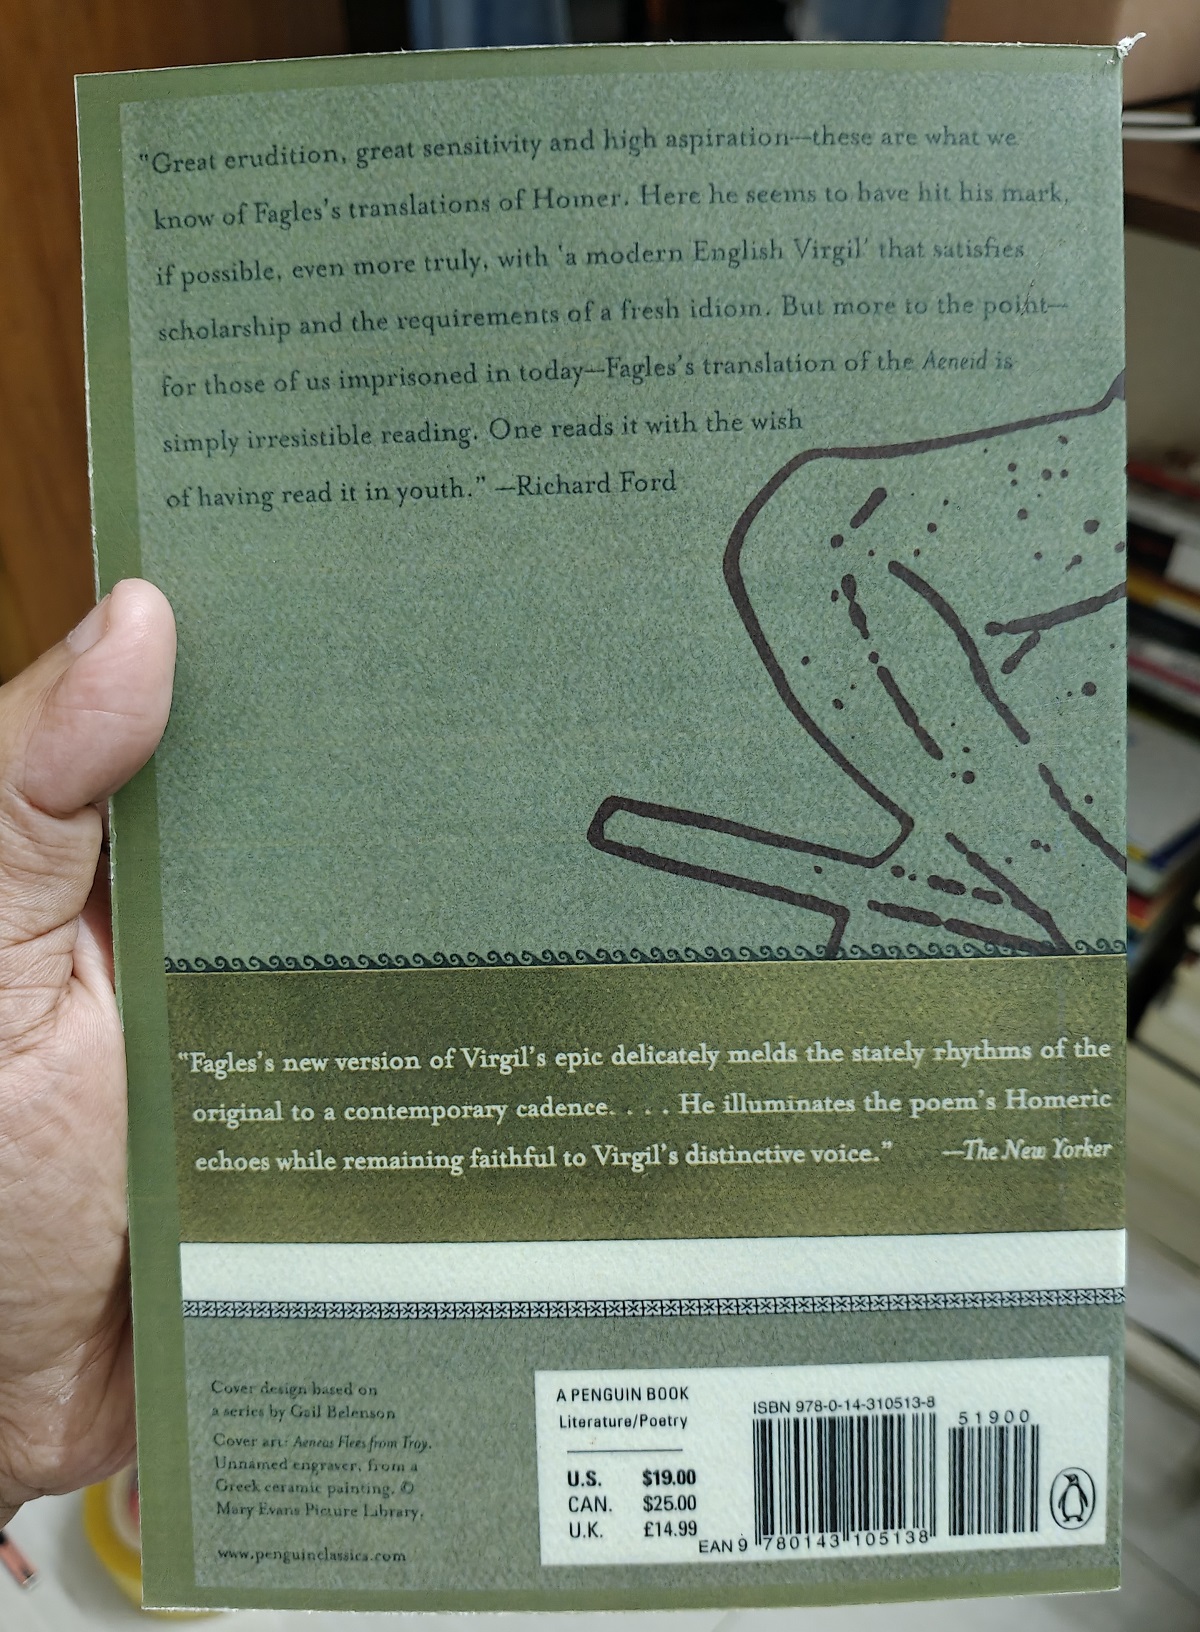 "Great erudition, great sensitivity and high aspiration—these are what we
know of Fagles's translations of Homer. Here he seems to have hit his mark,
if possible, even more truly, with 'a modern English Virgil' that satisfies
scholarship and the requirements of a fresh idiom. But more to the point—
for those of us imprisoned in today—Fagles's translation of the Aeneid is
simply irresistible reading. One reads it with the wish
of having read it in youth." —Richard Ford
"Fagles's new version of Virgil's epic delicately melds the stately rhythms of the
original to a contemporary cadence. . . . He illuminates the poem's Homeric
echoes while remaining faithful to Virgil's distinctive voice." —The New Yorker
Cover design based on
a series by Gail Belenson
Cover art: Aeneas Flees from Troy.
Unnamed engraver, from a
Greek ceramic painting. ©
Mary Evans Picture Library.
www.penguinclassics.com
A PENGUIN BOOK
Literature/Poetry
U.S. $19.00
CAN. $25.00
U.K. £14.99
ISBN 978-0-14-310513-8
51900
EAN 9 780143 105138